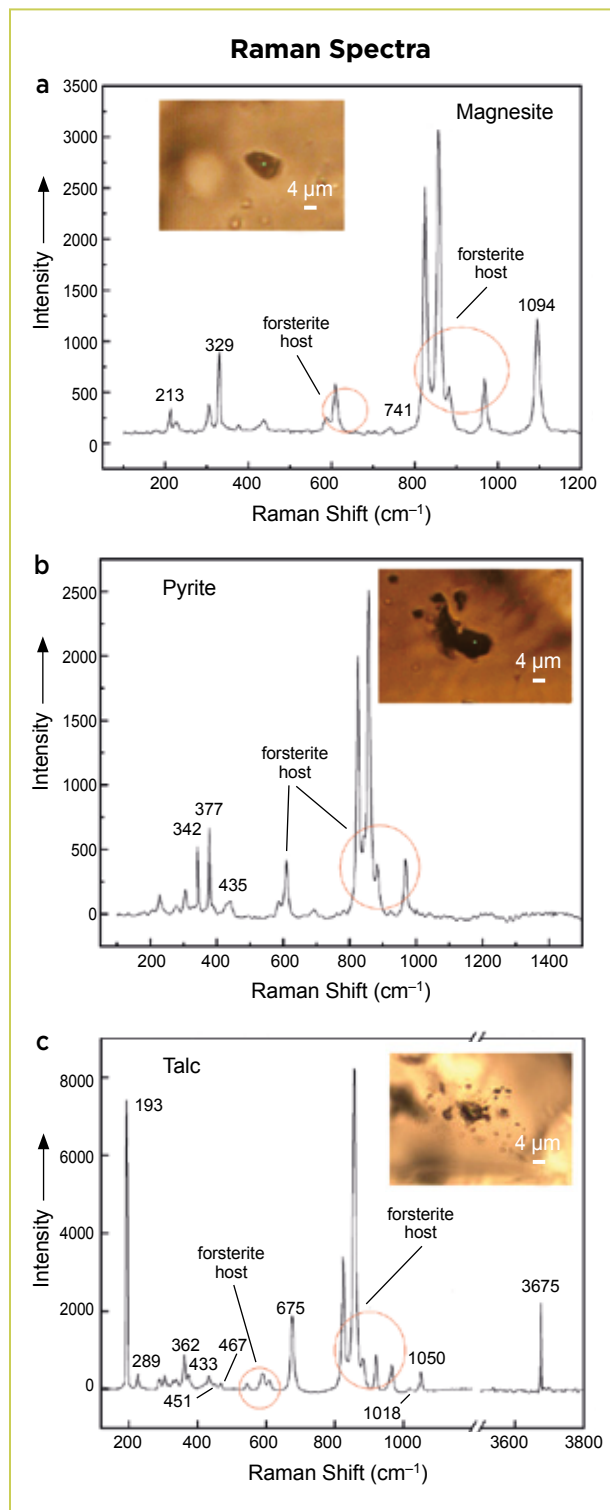 Raman Spectra
a
Magnesite
4 µm
Intensity
3500
3000
2500
2000
1500
1000
500
0
forsterite
host
forsterite
host
213
329
741
1094
200
400
600
800
1000
1200
Raman Shift (cm–1)
b
Pyrite
4 µm
Intensity
2500
2000
1500
1000
500
0
forsterite
host
342
377
435
200
400
600
800
1000
1200
1400
Raman Shift (cm–1)
c
Talc
4 µm
Intensity
8000
6000
4000
2000
0
193
forsterite
host
forsterite
host
289
362
433
451
467
675
1018
1050
3675
200
400
600
800
1000
3600
3800
Raman Shift (cm–1)